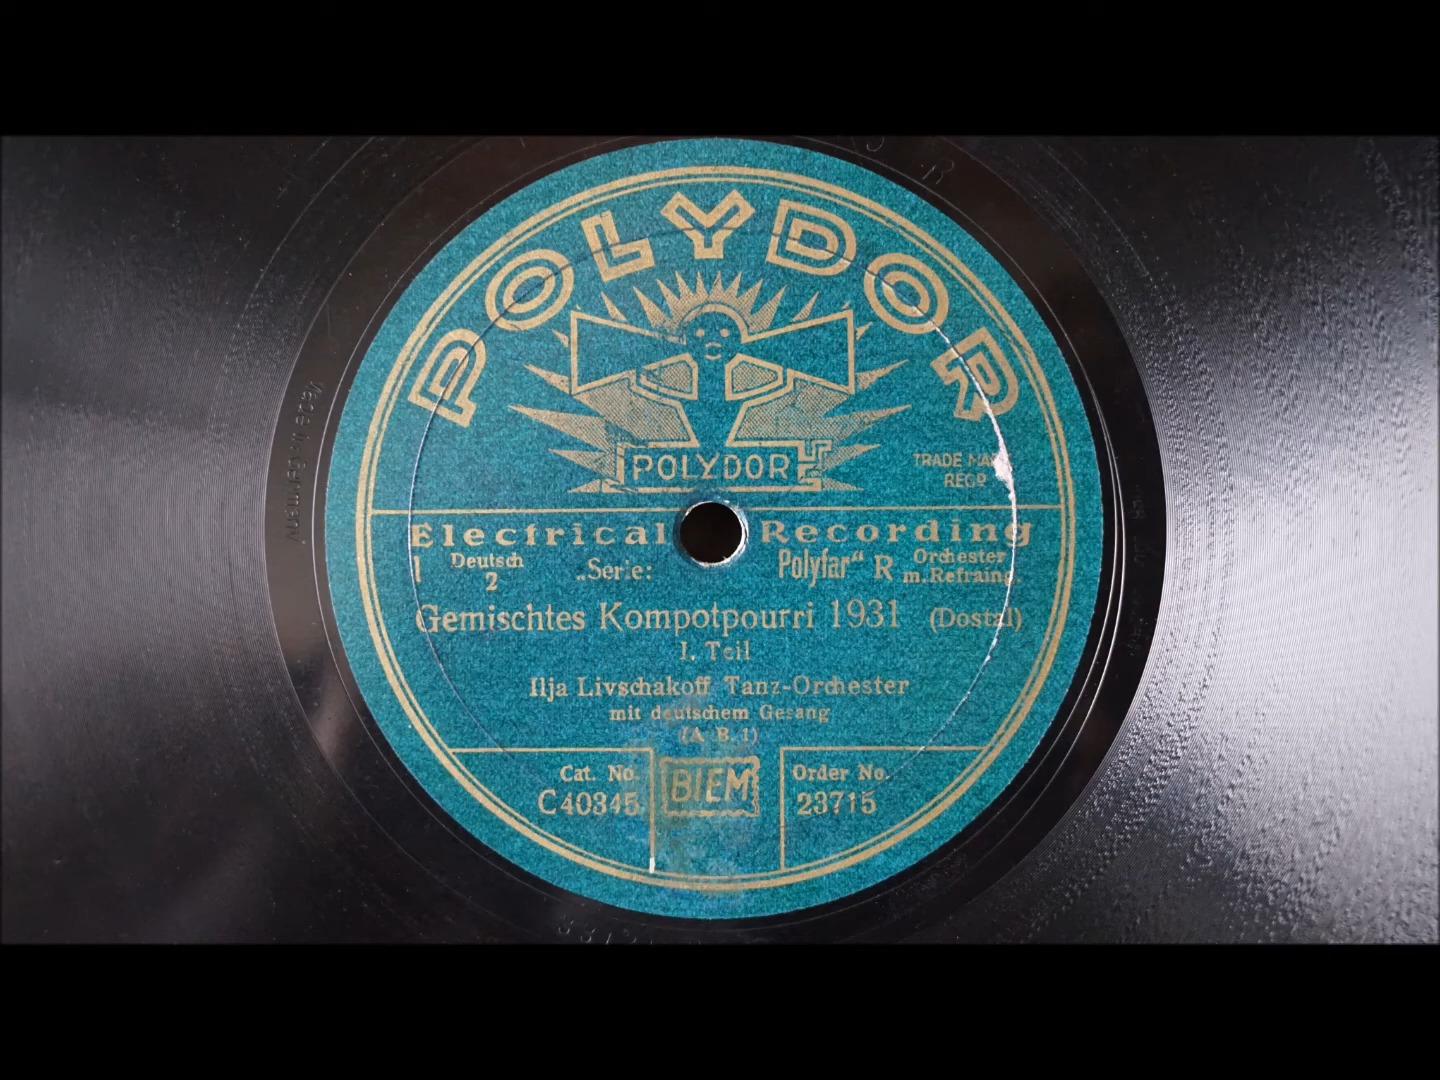 POLYDOR
POLYDOR
TRADE MARK
REGD
Electrical Recording
Deutsch
2
„Serie: Polyfar“ R
Orchester
m. Refraing.
Gemischtes Kompotpourri 1931 (Dostal)
I. Teil
Ilja Livschakoff Tanz-Orchester
mit deutschem Gesang
(A. B. 1)
Cat. No.
C40345
BIEM
Order No.
23715
Made in Germany